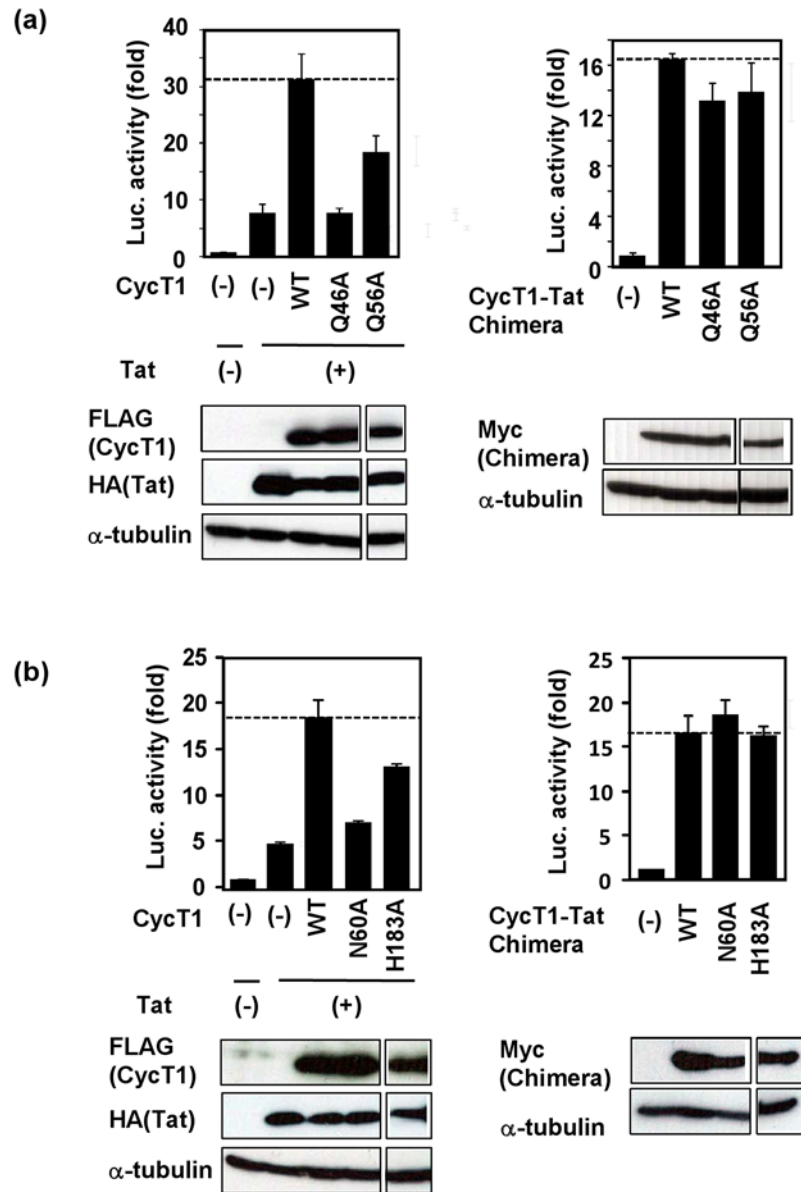 (a)
Luc. activity (fold)
40
30
20
10
0
CycT1
(-)
(-)
WT
Q46A
Q56A
Tat
(-)
(+)
FLAG
(CycT1)
HA(Tat)
α-tubulin
Luc. activity (fold)
16
12
8
4
0
CycT1-Tat
Chimera
(-)
WT
Q46A
Q56A
Myc
(Chimera)
α-tubulin
(b)
Luc. activity (fold)
25
20
15
10
5
0
CycT1
(-)
(-)
WT
N60A
H183A
Tat
(-)
(+)
FLAG
(CycT1)
HA(Tat)
α-tubulin
Luc. activity (fold)
25
20
15
10
5
0
CycT1-Tat
Chimera
(-)
WT
N60A
H183A
Myc
(Chimera)
α-tubulin